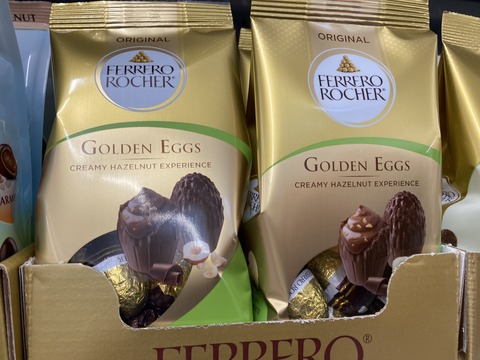 ORIGINAL
FERRERO
ROCHER
GOLDEN EGGS
CREAMY HAZELNUT EXPERIENCE
ORIGINAL
FERRERO
ROCHER
GOLDEN EGGS
CREAMY HAZELNUT EXPERIENCE
FERRERO®